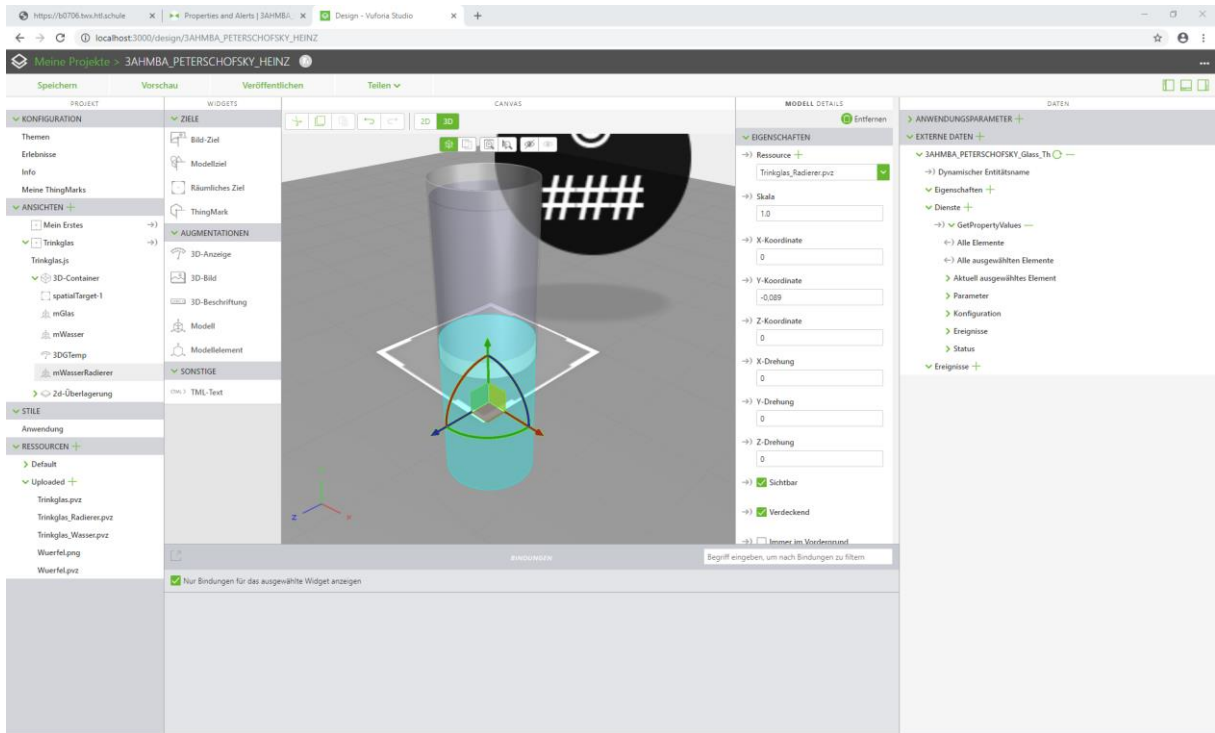 https://b0706.twx.htl.schule
Properties and Alerts | 3AHMBA_
Design - Vuforia Studio
localhost:3000/design/3AHMBA_PETERSCHOFSKY_HEINZ
Meine Projekte > 3AHMBA_PETERSCHOFSKY_HEINZ
Speichern Vorschau Veröffentlichen Teilen
PROJEKT
KONFIGURATION
Themen
Erlebnisse
Info
Meine ThingMarks
ANSICHTEN
Mein Erstes
Trinkglas
Trinkglas.js
3D-Container
spatialTarget-1
mGlas
mWasser
3DGTemp
mWasserRadierer
2d-Überlagerung
STILE
Anwendung
RESSOURCEN
Default
Uploaded
Trinkglas.pvz
Trinkglas_Radierer.pvz
Trinkglas_Wasser.pvz
Wuerfel.png
Wuerfel.pvz
WIDGETS
ZIELE
Bild-Ziel
Modellziel
Räumliches Ziel
ThingMark
AUGMENTATIONEN
3D-Anzeige
3D-Bild
3D-Beschriftung
Modell
Modellelement
SONSTIGE
TML-Text
CANVAS
2D 3D
###
z x
MODELL DETAILS
Entfernen
EIGENSCHAFTEN
Ressource
Trinkglas_Radierer.pvz
Skala
1.0
X-Koordinate
0
Y-Koordinate
-0,089
Z-Koordinate
0
X-Drehung
0
Y-Drehung
0
Z-Drehung
0
Sichtbar
Verdeckend
Immer im Vordergrund
DATEN
ANWENDUNGSPARAMETER
EXTERNE DATEN
3AHMBA_PETERSCHOFSKY_Glass_Th
Dynamischer Entitätsname
Eigenschaften
Dienste
GetPropertyValues
Alle Elemente
Alle ausgewählten Elemente
Aktuell ausgewähltes Element
Parameter
Konfiguration
Ereignisse
Status
Ereignisse
BINDUNGEN
Begriff eingeben, um nach Bindungen zu filtern
Nur Bindungen für das ausgewählte Widget anzeigen